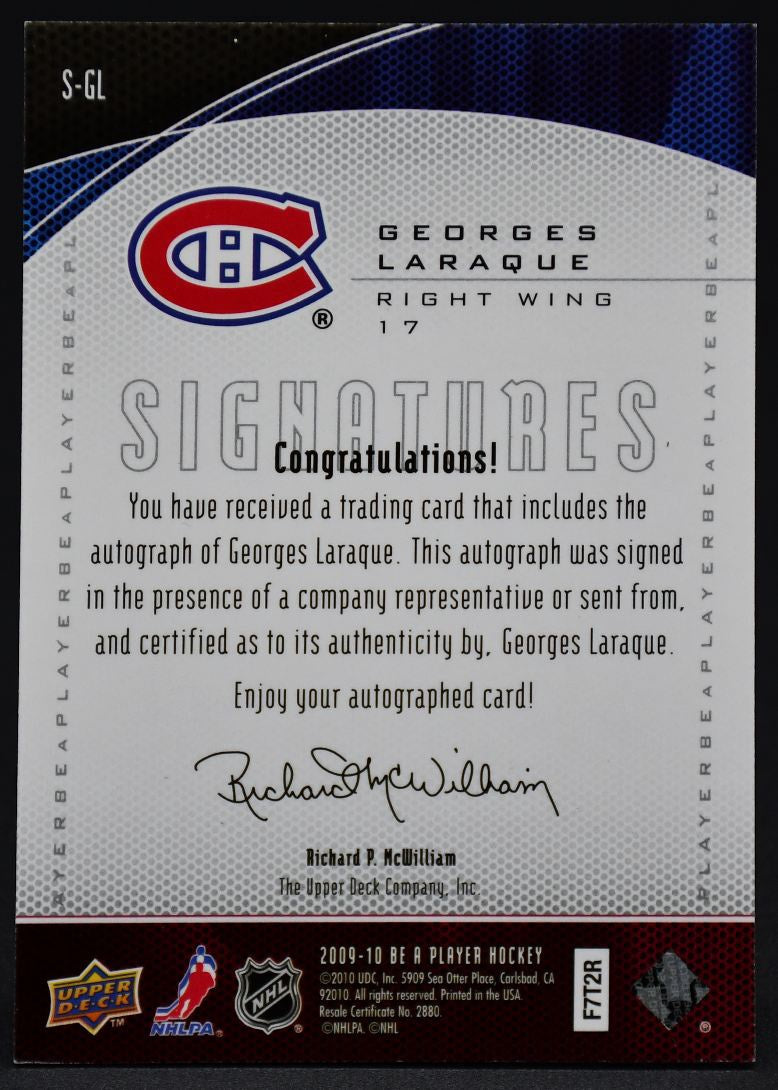 S-GL
GEORGES
LARAQUE
RIGHT WING
17
®
SIGNATURES
Congratulations!
You have received a trading card that includes the
autograph of Georges Laraque. This autograph was signed
in the presence of a company representative or sent from,
and certified as to its authenticity by, Georges Laraque.
Enjoy your autographed card!
Richard McWilliam
Richard P. McWilliam
The Upper Deck Company, Inc.
AYERBEAPLAYERBEAPLAYERBEAPL
PLAYERBEAPLAYERBEAPLAYERBEAPL
UPPER
D·E·C·K
TM
NHLPA
®
NHL
®
2009-10 BE A PLAYER HOCKEY
©2010 UDC, Inc. 5909 Sea Otter Place, Carlsbad, CA
92010. All rights reserved. Printed in the USA.
Resale Certificate No. 2880.
©NHLPA. ©NHL
F7T2R
®